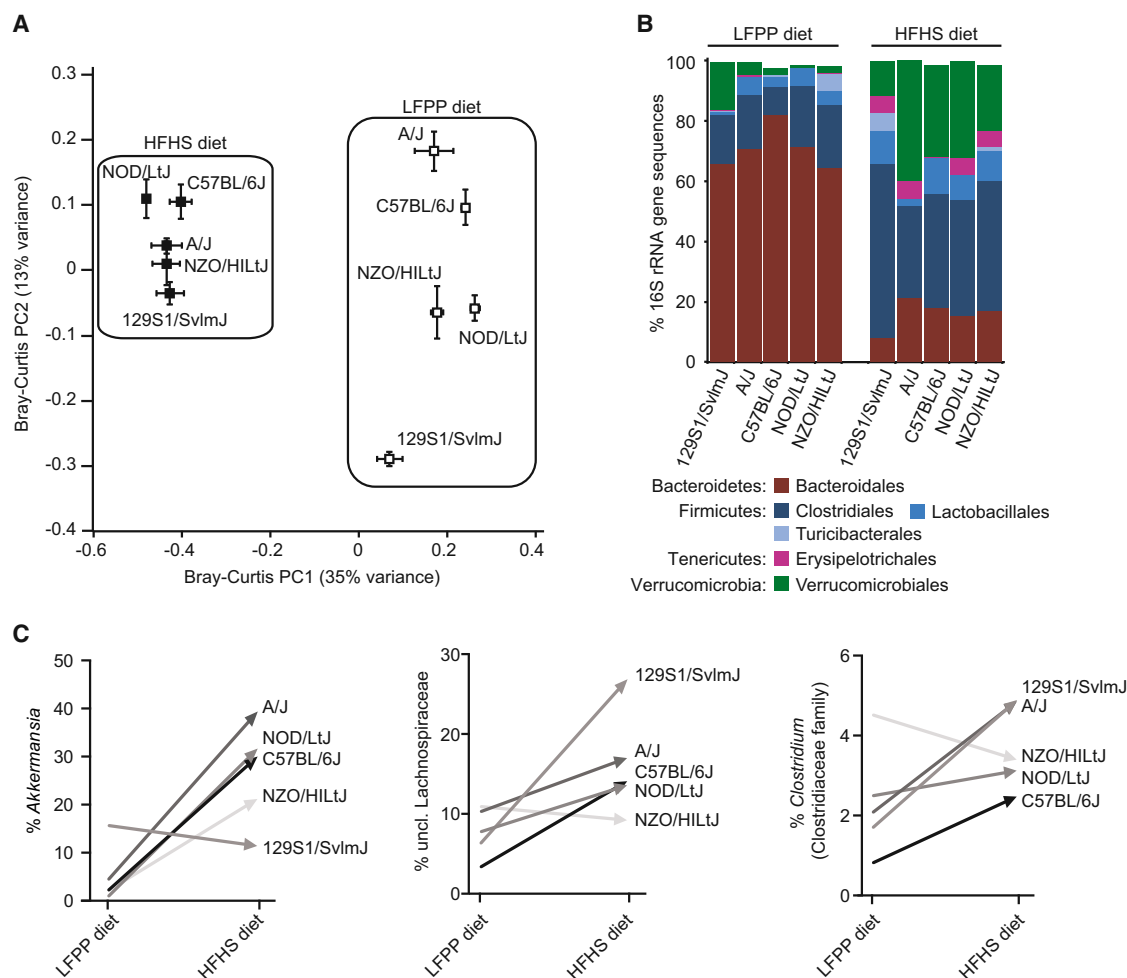 A
0.3
0.2
0.1
0
-0.1
-0.2
-0.3
-0.4
Bray-Curtis PC2 (13% variance)
-0.6
-0.4
-0.2
0
0.2
0.4
Bray-Curtis PC1 (35% variance)
HFHS diet
NOD/LtJ
C57BL/6J
A/J
NZO/HILtJ
129S1/SvImJ
LFPP diet
A/J
C57BL/6J
NZO/HILtJ
NOD/LtJ
129S1/SvImJ
B
LFPP diet
HFHS diet
100
80
60
40
20
0
% 16S rRNA gene sequences
129S1/SvImJ
A/J
C57BL/6J
NOD/LtJ
NZO/HILtJ
129S1/SvImJ
A/J
C57BL/6J
NOD/LtJ
NZO/HILtJ
Bacteroidetes: Bacteroidales
Firmicutes: Clostridiales Lactobacillales
Turicibacterales
Tenericutes: Erysipelotrichales
Verrucomicrobia: Verrucomicrobiales
C
50
40
30
20
10
0
% Akkermansia
A/J
NOD/LtJ
C57BL/6J
NZO/HILtJ
129S1/SvImJ
LFPP diet
HFHS diet
30
20
10
0
% uncl. Lachnospiraceae
129S1/SvImJ
A/J
C57BL/6J
NOD/LtJ
NZO/HILtJ
LFPP diet
HFHS diet
6
4
2
0
% Clostridium
(Clostridiaceae family)
129S1/SvImJ
A/J
NZO/HILtJ
NOD/LtJ
C57BL/6J
LFPP diet
HFHS diet